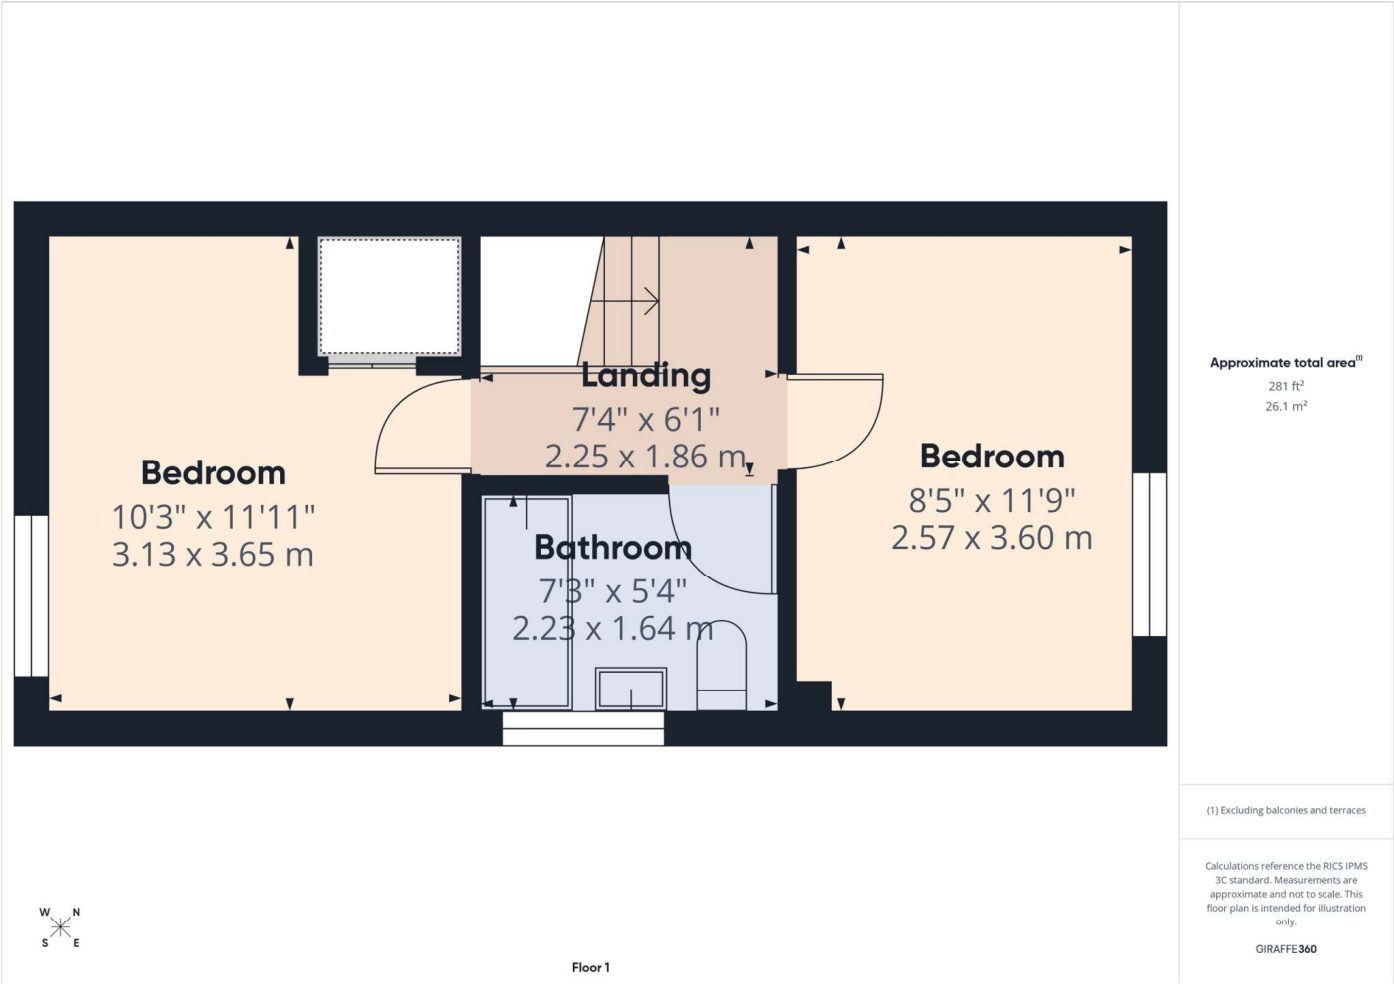 Landing
7'4" x 6'1"
2.25 x 1.86 m
Bedroom
10'3" x 11'11"
3.13 x 3.65 m
Bedroom
8'5" x 11'9"
2.57 x 3.60 m
Bathroom
7'3" x 5'4"
2.23 x 1.64 m
W N
S E
Floor 1
Approximate total area(1)
281 ft²
26.1 m²
(1) Excluding balconies and terraces
Calculations reference the RICS IPMS
3C standard. Measurements are
approximate and not to scale. This
floor plan is intended for illustration
only.
GIRAFFE360